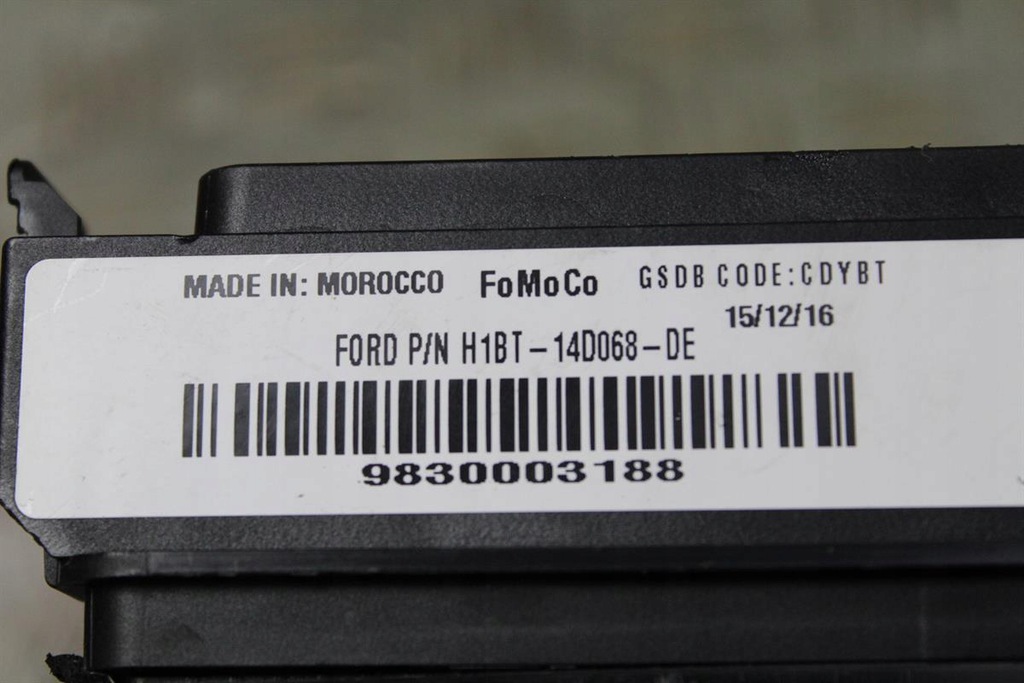 MADE IN: MOROCCO FoMoCo GSDB CODE:CDYBT
15/12/16
FORD P/N H1BT-14D068-DE
9830003188